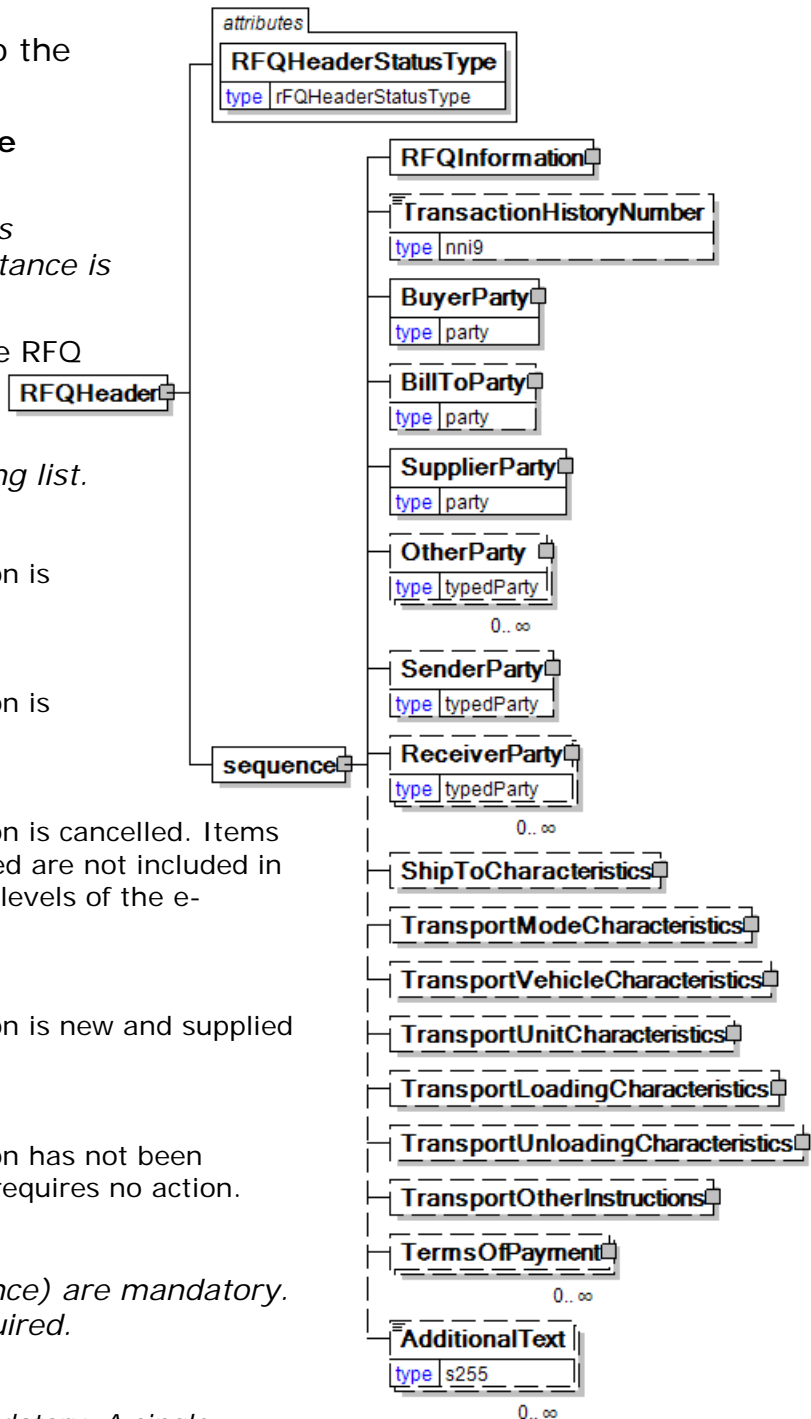 o the
e
s
tance is
e RFQ
ng list.
on is
on is
on is cancelled. Items
ed are not included in
levels of the e-
on is new and supplied
on has not been
requires no action.
nce) are mandatory.
uired.
datory. A single
RFQHeader
attributes
RFQHeaderStatusType
type rFQHeaderStatusType
sequence
RFQInformation
TransactionHistoryNumber
type nni9
BuyerParty
type party
BillToParty
type party
SupplierParty
type party
OtherParty
type typedParty
0.. ∞
SenderParty
type typedParty
ReceiverParty
type typedParty
0.. ∞
ShipToCharacteristics
TransportModeCharacteristics
TransportVehicleCharacteristics
TransportUnitCharacteristics
TransportLoadingCharacteristics
TransportUnloadingCharacteristics
TransportOtherInstructions
TermsOfPayment
0.. ∞
AdditionalText
type s255
0.. ∞